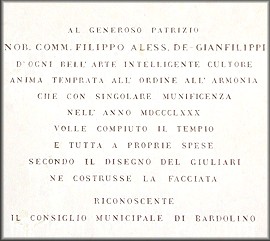 AL GENEROSO PATRIZIO
NOB. COMM. FILIPPO ALESS. DE-GIANFILIPPI
D'OGNI BELL'ARTE INTELLIGENTE CULTORE
ANIMA TEMPRATA ALL'ORDINE ALL'ARMONIA
CHE CON SINGOLARE MUNIFICENZA
NELL'ANNO MDCCCLXXX
VOLLE COMPIUTO IL TEMPIO
E TUTTA A PROPRIE SPESE
SECONDO IL DISEGNO DEL GIULIARI
NE COSTRUSSE LA FACCIATA
RICONOSCENTE
IL CONSIGLIO MUNICIPALE DI BARDOLINO